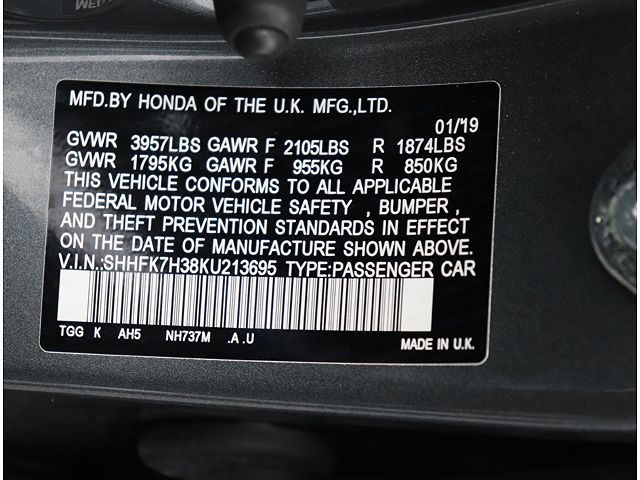 MFD.BY HONDA OF THE U.K. MFG.,LTD.
01/19
GVWR 3957LBS GAWR F 2105LBS R 1874LBS
GVWR 1795KG GAWR F 955KG R 850KG
THIS VEHICLE CONFORMS TO ALL APPLICABLE
FEDERAL MOTOR VEHICLE SAFETY , BUMPER ,
AND THEFT PREVENTION STANDARDS IN EFFECT
ON THE DATE OF MANUFACTURE SHOWN ABOVE.
V.I.N.:SHHFK7H38KU213695 TYPE:PASSENGER CAR
TGG K AH5 NH737M .A .U MADE IN U.K.